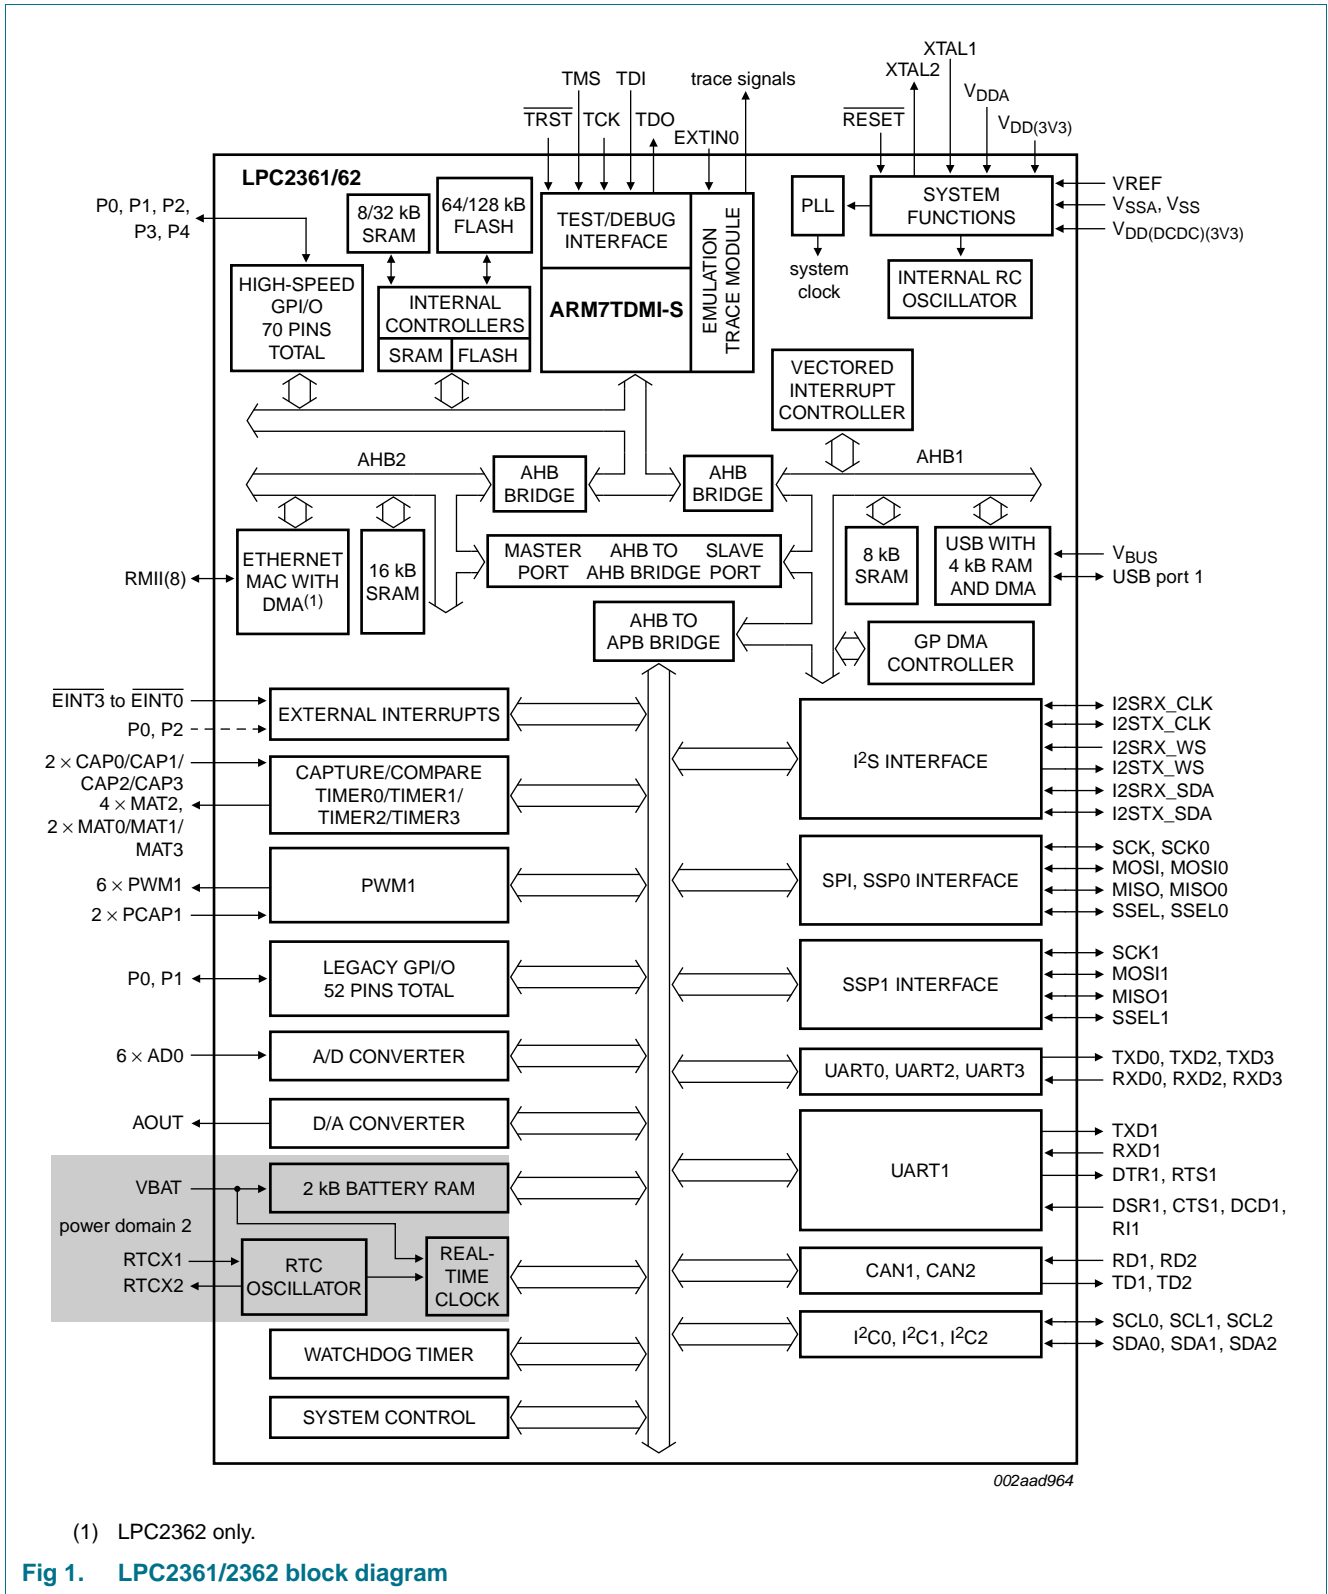 XTAL1
XTAL2
TMS TDI
trace signals
VDDA
TRST TCK TDO
RESET
VDD(3V3)
EXTIN0
LPC2361/62
P0, P1, P2,
P3, P4
8/32 kB
SRAM
64/128 kB
FLASH
TEST/DEBUG
INTERFACE
EMULATION
TRACE MODULE
PLL
SYSTEM
FUNCTIONS
VREF
VSSA, VSS
VDD(DCDC)(3V3)
system
clock
HIGH-SPEED
GPI/O
70 PINS
TOTAL
INTERNAL
CONTROLLERS
SRAM FLASH
ARM7TDMI-S
INTERNAL RC
OSCILLATOR
VECTORED
INTERRUPT
CONTROLLER
AHB2
AHB
BRIDGE
AHB
BRIDGE
AHB1
ETHERNET
MAC WITH
DMA(1)
16 kB
SRAM
MASTER AHB TO SLAVE
PORT AHB BRIDGE PORT
8 kB
SRAM
USB WITH
4 kB RAM
AND DMA
VBUS
USB port 1
RMII(8)
AHB TO
APB BRIDGE
GP DMA
CONTROLLER
EINT3 to EINT0
P0, P2
EXTERNAL INTERRUPTS
2 × CAP0/CAP1/
CAP2/CAP3
4 × MAT2,
2 × MAT0/MAT1/
MAT3
CAPTURE/COMPARE
TIMER0/TIMER1/
TIMER2/TIMER3
I2S INTERFACE
I2SRX_CLK
I2STX_CLK
I2SRX_WS
I2STX_WS
I2SRX_SDA
I2STX_SDA
6 × PWM1
2 × PCAP1
PWM1
SPI, SSP0 INTERFACE
SCK, SCK0
MOSI, MOSI0
MISO, MISO0
SSEL, SSEL0
P0, P1
LEGACY GPI/O
52 PINS TOTAL
SSP1 INTERFACE
SCK1
MOSI1
MISO1
SSEL1
6 × AD0
A/D CONVERTER
UART0, UART2, UART3
TXD0, TXD2, TXD3
RXD0, RXD2, RXD3
AOUT
D/A CONVERTER
UART1
TXD1
RXD1
DTR1, RTS1
DSR1, CTS1, DCD1,
RI1
VBAT
2 kB BATTERY RAM
power domain 2
RTCX1
RTCX2
RTC
OSCILLATOR
REAL-
TIME
CLOCK
CAN1, CAN2
RD1, RD2
TD1, TD2
I2C0, I2C1, I2C2
SCL0, SCL1, SCL2
SDA0, SDA1, SDA2
WATCHDOG TIMER
SYSTEM CONTROL
002aad964
(1) LPC2362 only.
Fig 1. LPC2361/2362 block diagram